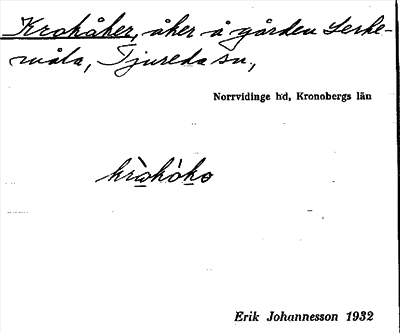 Krokåker, åker å gården Lerke-
måla, Tjureda sn,
Norrvidinge hd, Kronobergs län
Erik Johannesson 1932